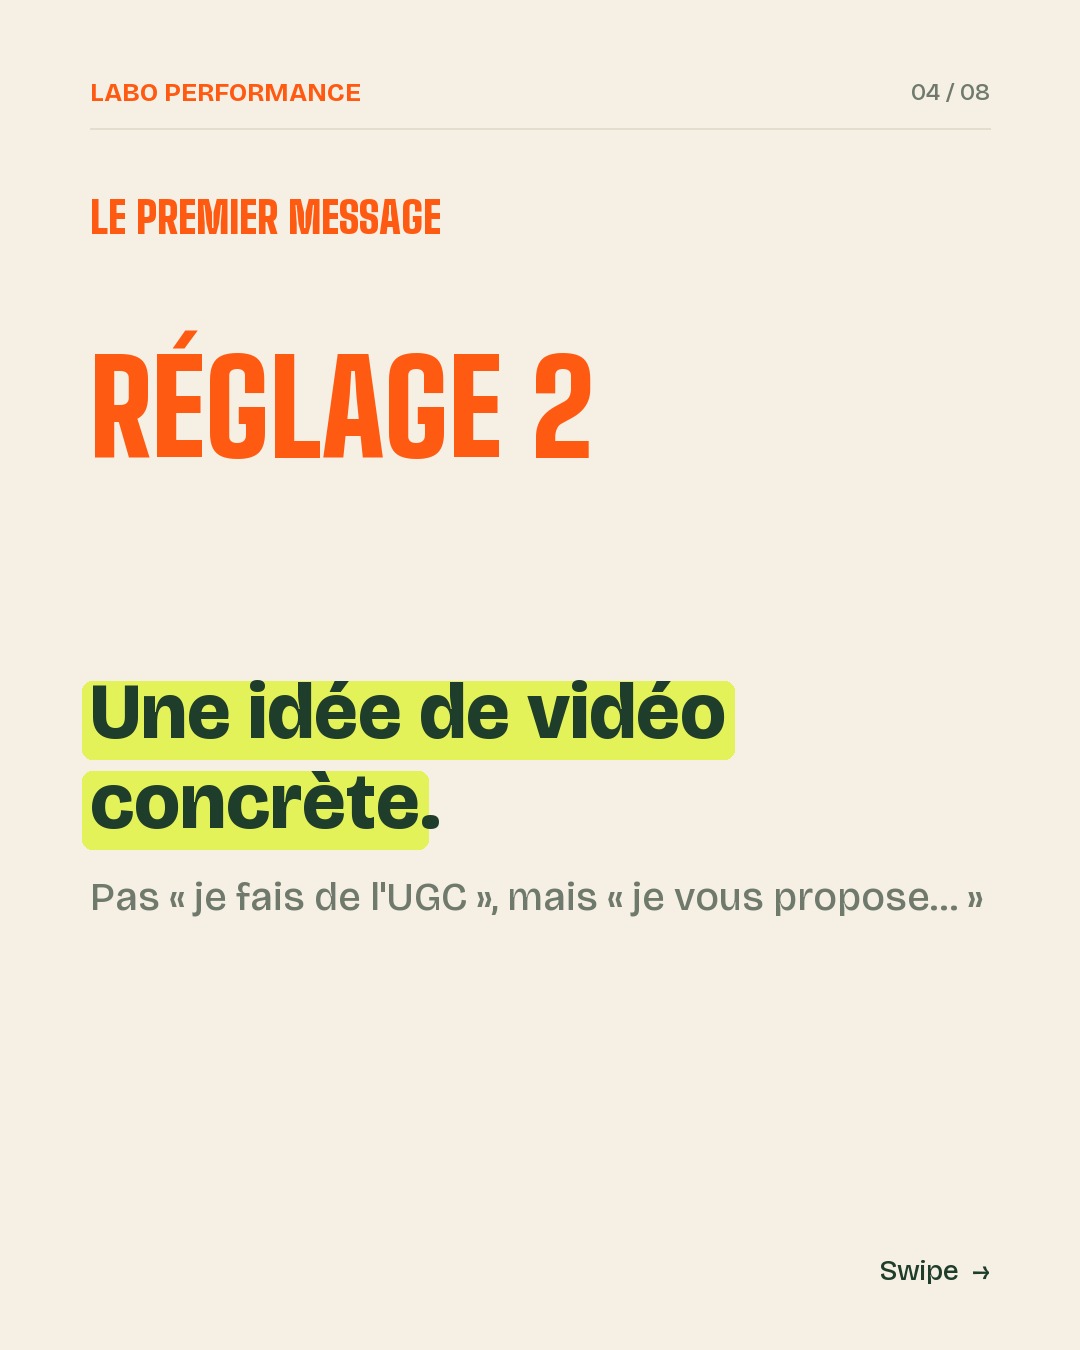 LABO PERFORMANCE
04 / 08
LE PREMIER MESSAGE
RÉGLAGE 2
Une idée de vidéo
concrète.
Pas « je fais de l'UGC », mais « je vous propose... »
Swipe →